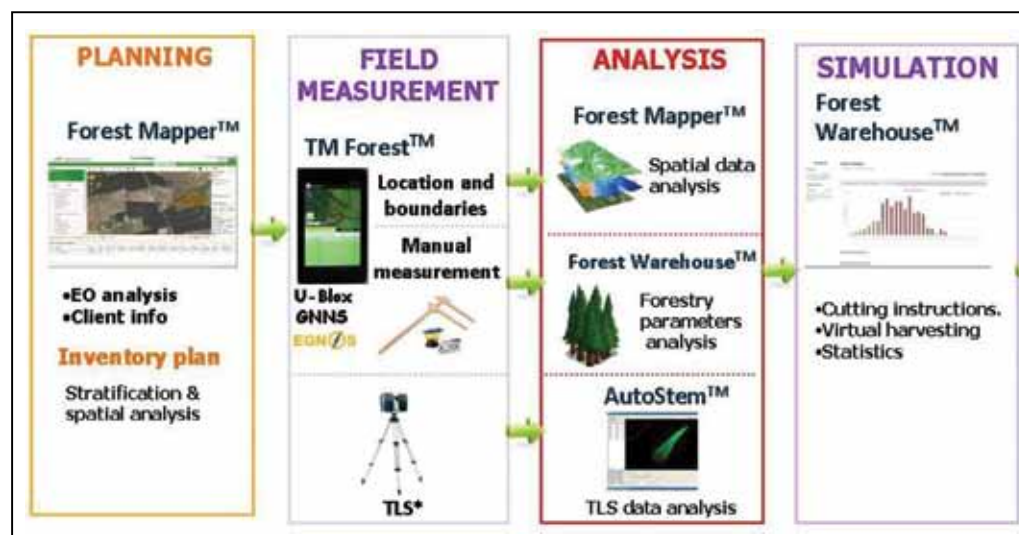 PLANNING
Forest Mapper™
•EO analysis
•Client info
Inventory plan
Stratification &
spatial analysis
FIELD
MEASUREMENT
TM Forest™
Location and
boundaries
Manual
measurement
U-Blox
GNNS
EGNOS
TLS*
ANALYSIS
Forest Mapper™
Spatial data
analysis
Forest Warehouse™
Forestry
parameters
analysis
AutoStem™
TLS data analysis
SIMULATION
Forest
Warehouse™
•Cutting instructions.
•Virtual harvesting
•Statistics